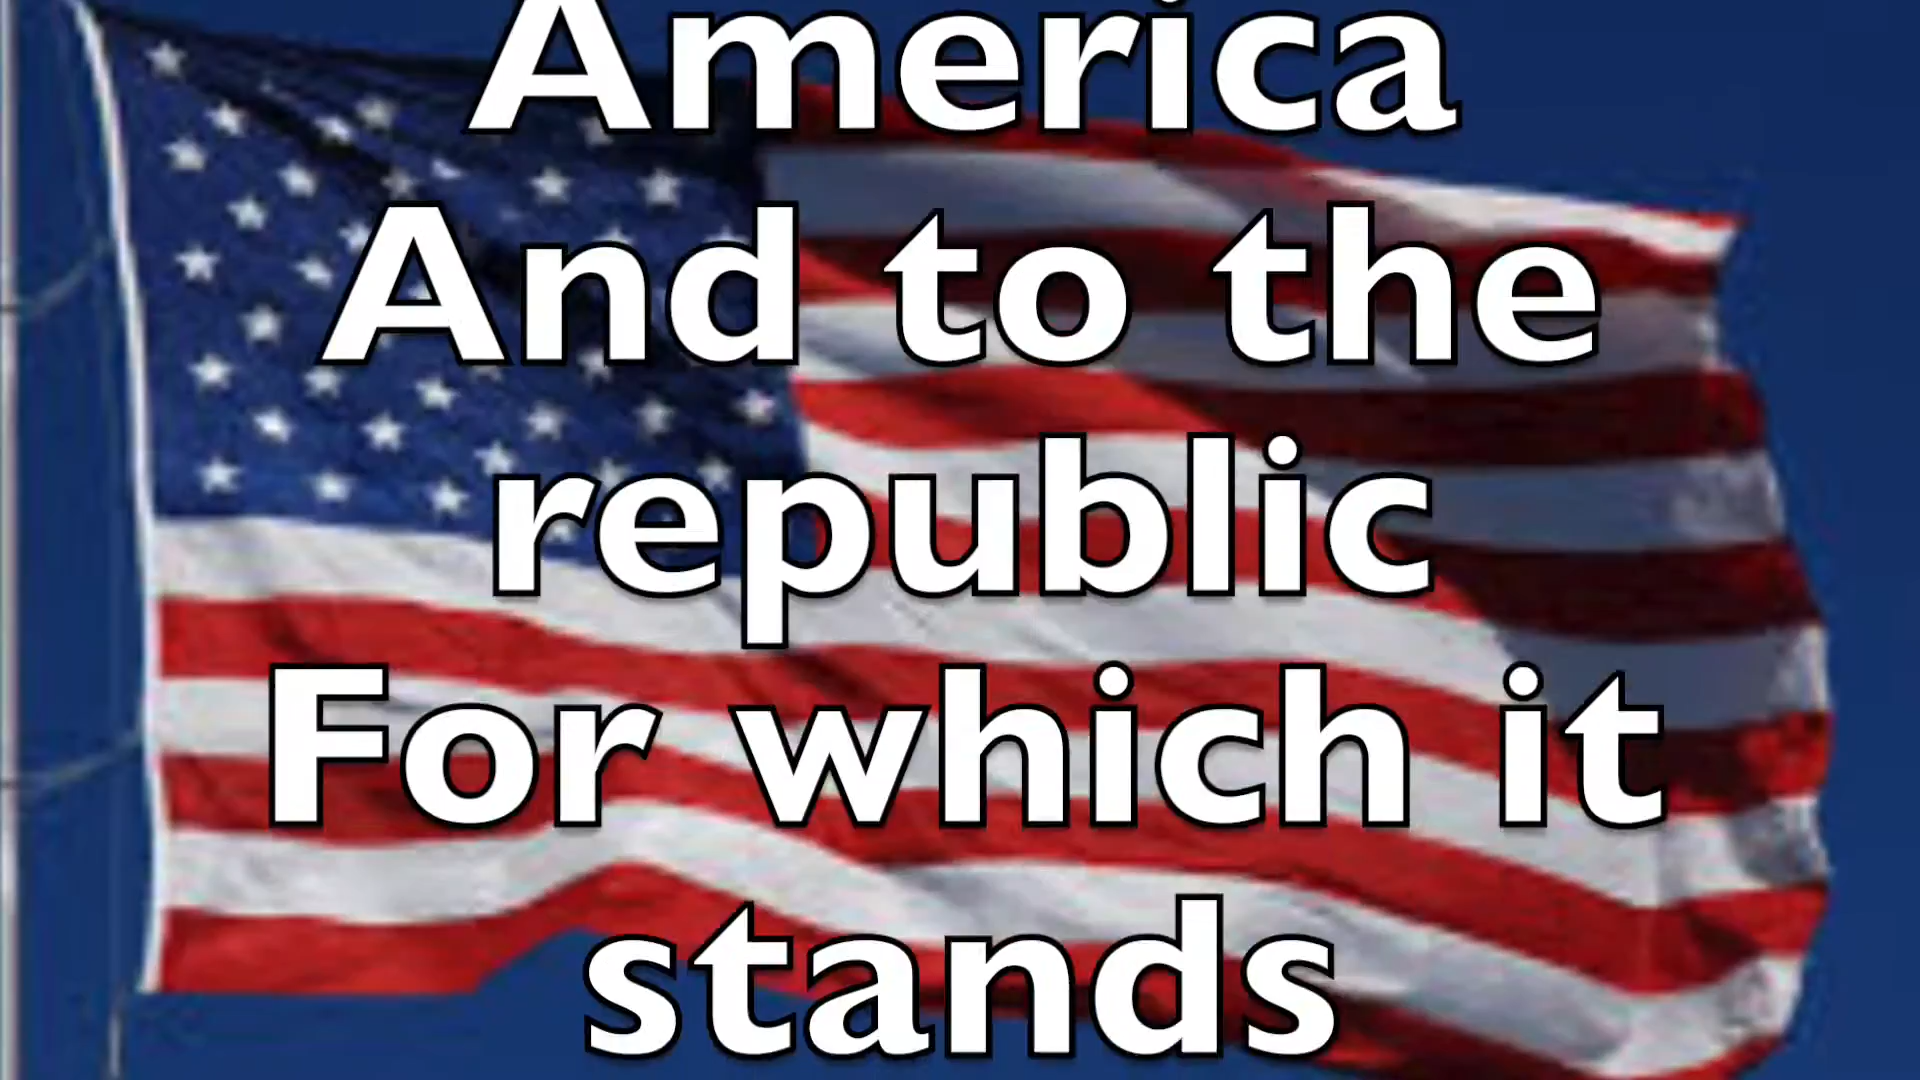 America
And to the
republic
For which it
stands